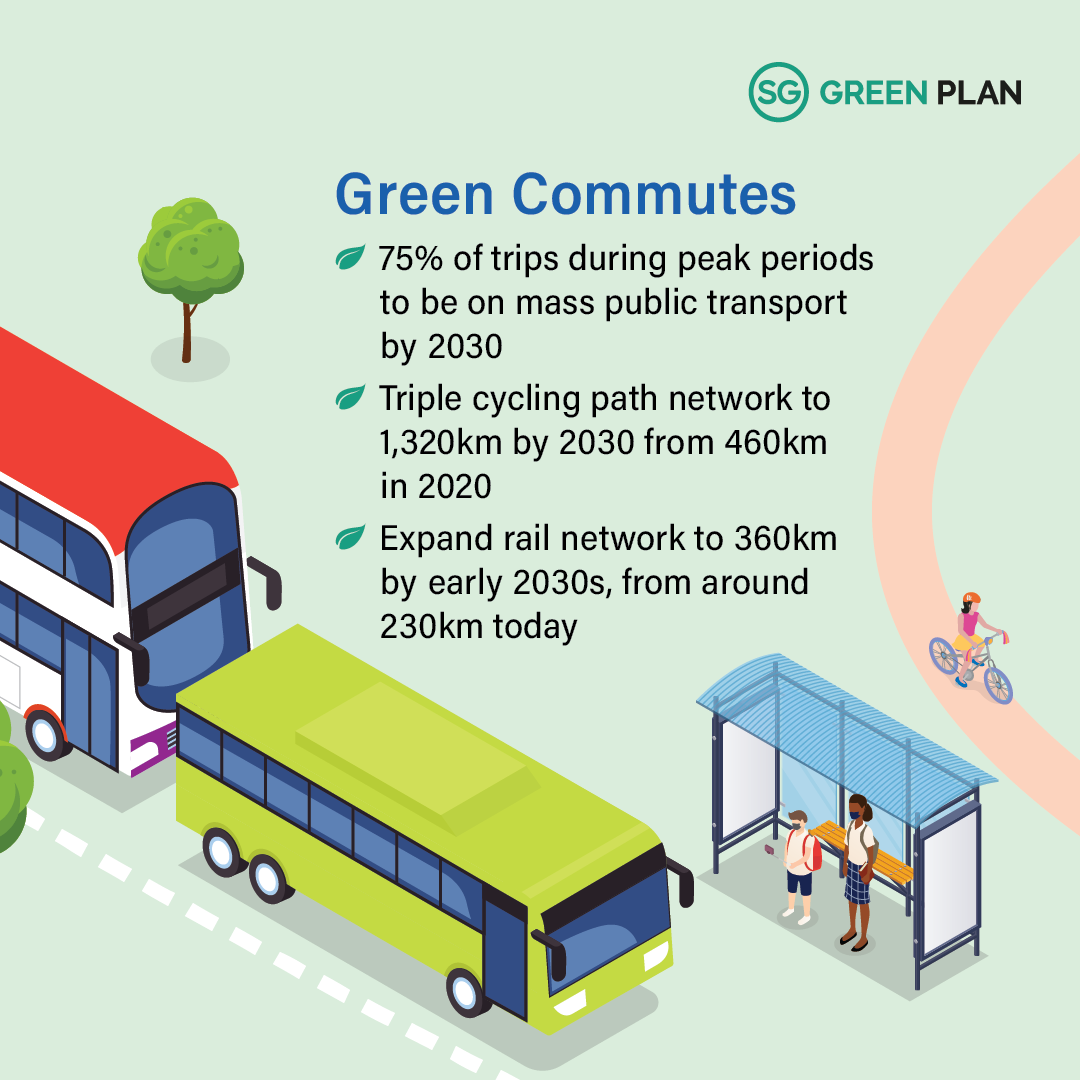 SG GREEN PLAN
Green Commutes
75% of trips during peak periods
to be on mass public transport
by 2030
Triple cycling path network to
1,320km by 2030 from 460km
in 2020
Expand rail network to 360km
by early 2030s, from around
230km today